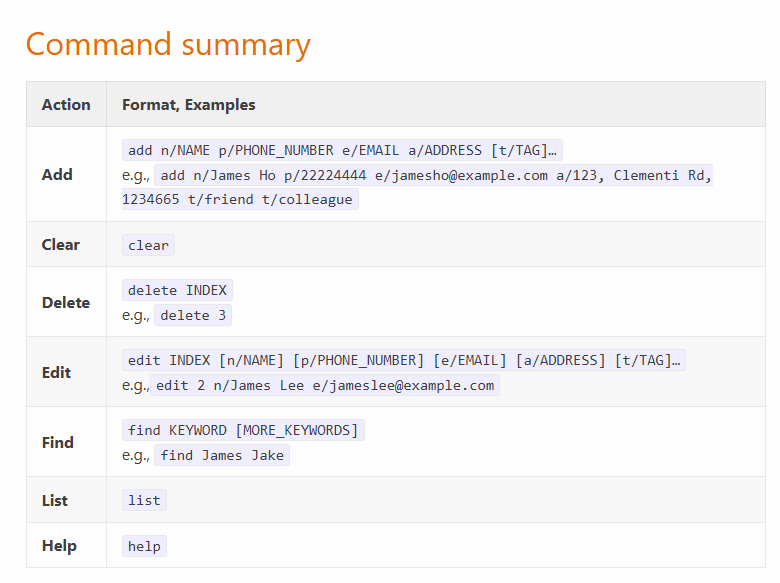 Command summary
Action Format, Examples
Add
add n/NAME p/PHONE_NUMBER e/EMAIL a/ADDRESS [t/TAG]…
e.g., add n/James Ho p/22224444 e/jamesho@example.com a/123, Clementi Rd,
1234665 t/friend t/colleague
Clear clear
Delete
delete INDEX
e.g., delete 3
Edit
edit INDEX [n/NAME] [p/PHONE_NUMBER] [e/EMAIL] [a/ADDRESS] [t/TAG]…
e.g., edit 2 n/James Lee e/jameslee@example.com
Find
find KEYWORD [MORE_KEYWORDS]
e.g., find James Jake
List list
Help help